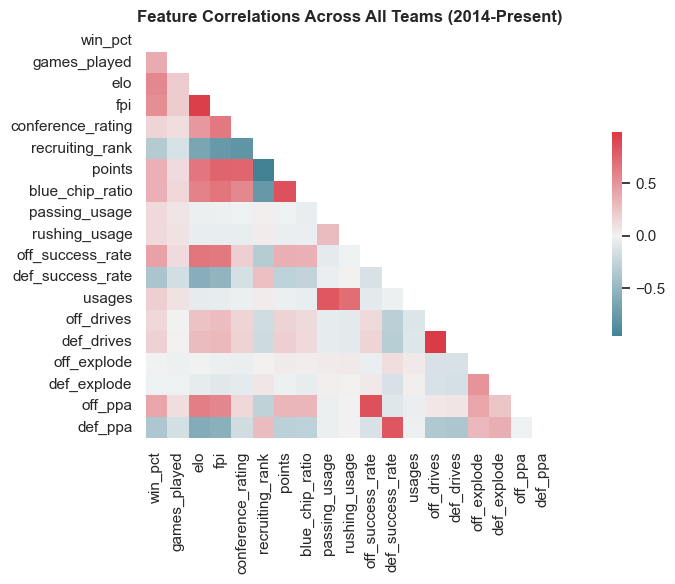 Feature Correlations Across All Teams (2014-Present)
win_pct
games_played
elo
fpi
conference_rating
recruiting_rank
points
blue_chip_ratio
passing_usage
rushing_usage
off_success_rate
def_success_rate
usages
off_drives
def_drives
off_explode
def_explode
off_ppa
def_ppa
0.5
0.0
−0.5
win_pct
games_played
elo
fpi
conference_rating
recruiting_rank
points
blue_chip_ratio
passing_usage
rushing_usage
off_success_rate
def_success_rate
usages
off_drives
def_drives
off_explode
def_explode
off_ppa
def_ppa